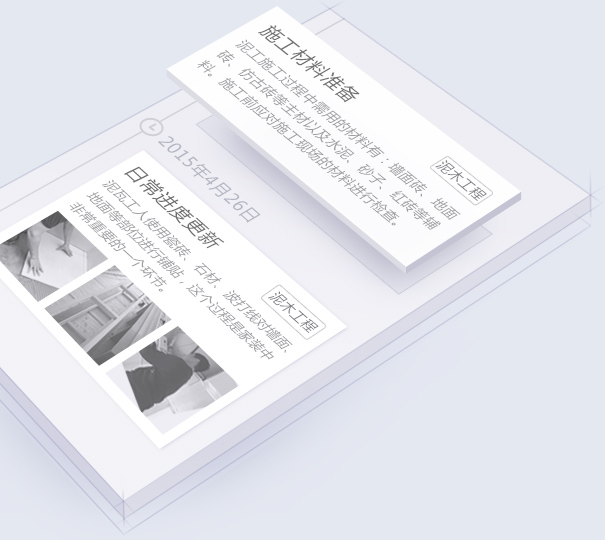 施工材料准备
泥工施工过程中需用的材料有：墙面砖、地面
砖、仿古砖等主材以及水泥、砂子、红砖等辅
料。
施工前应对施工现场的材料进行检查。
泥木工程
2015年4月26日
日常进度更新
泥瓦工人使用瓷砖、石材、波打线对墙面、
地面等部位进行铺贴，这个过程是家装中
非常重要的一个环节。
泥木工程